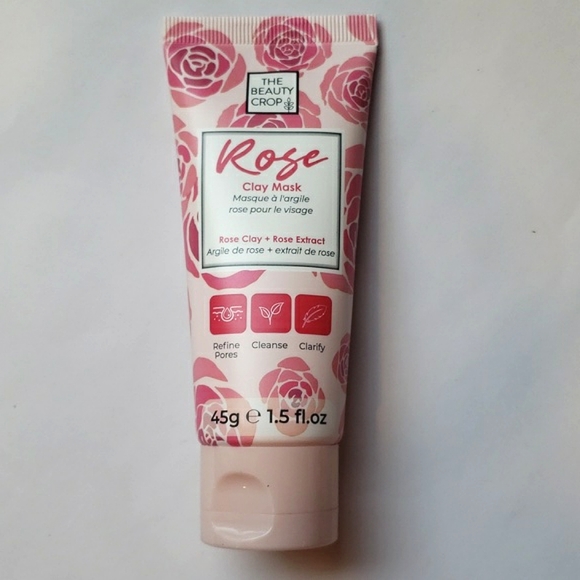 THE
BEAUTY
CROP
Rose
Clay Mask
Masque à l'argile
rose pour le visage
Rose Clay + Rose Extract
Argile de rose + extrait de rose
Refine
Pores
Cleanse
Clarify
45g ℮ 1.5 fl.oz